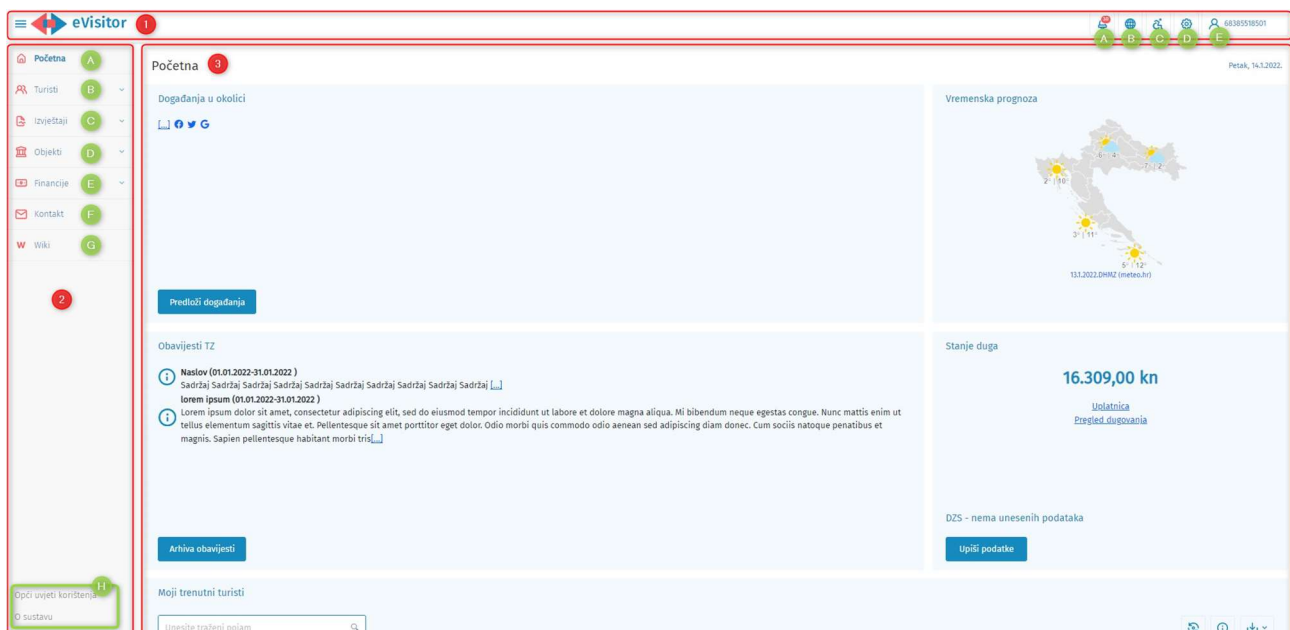 eVisitor
1
68385518501
A B C D E
Početna A
Turisti B
Izvještaji C
Objekti D
Financije E
Kontakt F
W Wiki G
2
H
Opći uvjeti korištenja
O sustavu
Početna 3
Petak, 14.1.2022.
Događanja u okolici
[...]
Predloži događanja
Vremenska prognoza
2° | 10°
3° | 11°
5° | 12°
13.1.2022.DHMZ (meteo.hr)
Obavijesti TZ
Naslov (01.01.2022-31.01.2022 )
Sadržaj Sadržaj Sadržaj Sadržaj Sadržaj Sadržaj Sadržaj Sadržaj Sadržaj Sadržaj [...]
lorem ipsum (01.01.2022-31.01.2022 )
Lorem ipsum dolor sit amet, consectetur adipiscing elit, sed do eiusmod tempor incididunt ut labore et dolore magna aliqua. Mi bibendum neque egestas congue. Nunc mattis enim ut
tellus elementum sagittis vitae et. Pellentesque sit amet porttitor eget dolor. Odio morbi quis commodo odio aenean sed adipiscing diam donec. Cum sociis natoque penatibus et
magnis. Sapien pellentesque habitant morbi tris[...]
Arhiva obavijesti
Stanje duga
16.309,00 kn
Uplatnica
Pregled dugovanja
DZS - nema unesenih podataka
Upiši podatke
Moji trenutni turisti
Unesite traženi pojam